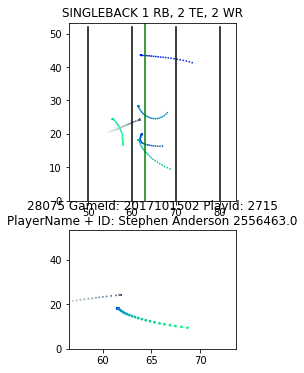 SINGLEBACK 1 RB, 2 TE, 2 WR
50
40
30
20
10
0
50 60 70 80
28075 GameId: 2017101502 PlayId: 2715
PlayerName + ID: Stephen Anderson 2556463.0
40
20
0
60 65 70